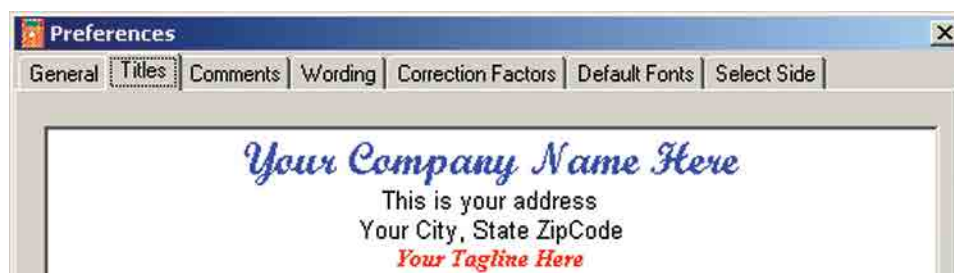 Preferences
General Titles Comments Wording Correction Factors Default Fonts Select Side
Your Company Name Here
This is your address
Your City, State ZipCode
Your Tagline Here